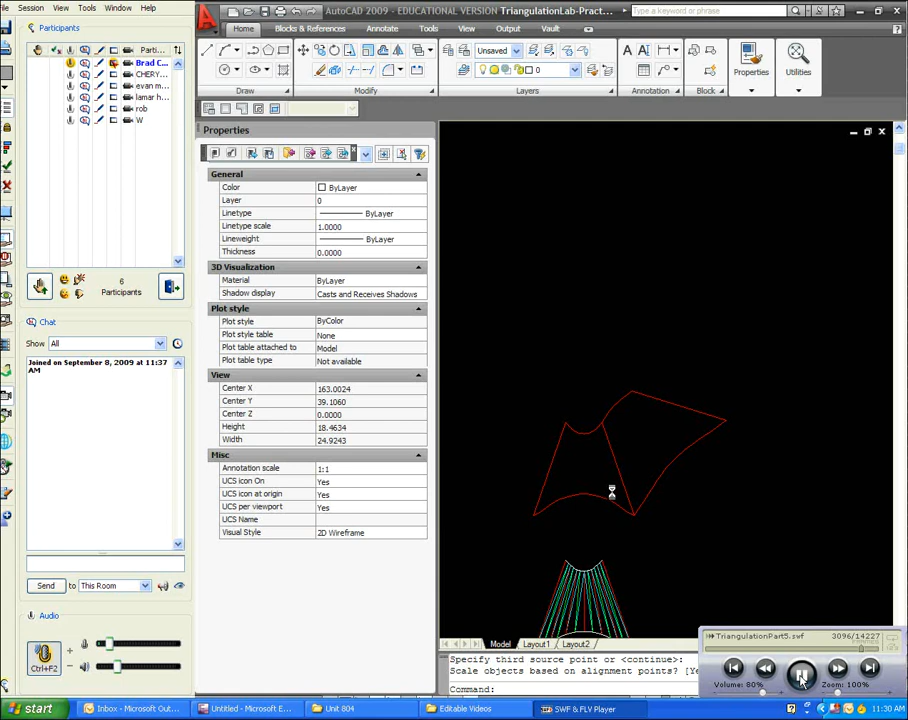 Session View Tools Window Help
Participants
Parti...
Brad C...
CHERY...
evan m...
lamar h...
rob
W
6
Participants
Chat
Show All
Joined on September 8, 2009 at 11:37 AM
Send to This Room
Audio
Ctrl+F2
AutoCAD 2009 - EDUCATIONAL VERSION TriangulationLab-Pract...
Type a keyword or phrase
Home Blocks & References Annotate Tools View Output Vault
Unsaved
0
Properties
Utilities
Draw Modify Layers Annotation Block
Properties
General
Color ByLayer
Layer 0
Linetype ByLayer
Linetype scale 1.0000
Lineweight ByLayer
Thickness 0.0000
3D Visualization
Material ByLayer
Shadow display Casts and Receives Shadows
Plot style
Plot style ByColor
Plot style table None
Plot table attached to Model
Plot table type Not available
View
Center X 163.0024
Center Y 39.1060
Center Z 0.0000
Height 18.4634
Width 24.9243
Misc
Annotation scale 1:1
UCS icon On Yes
UCS icon at origin Yes
UCS per viewport Yes
UCS Name
Visual Style 2D Wireframe
Model Layout1 Layout2
Specify third source point or <continue>:
Scale objects based on alignment points? [Ye
Command:
TriangulationPart5.swf 3096/14227
Volume: 80% Zoom: 100%
start
Inbox - Microsoft Out...
Untitled - Microsoft E...
Unit 804
Editable Videos
SWF & FLV Player
11:30 AM